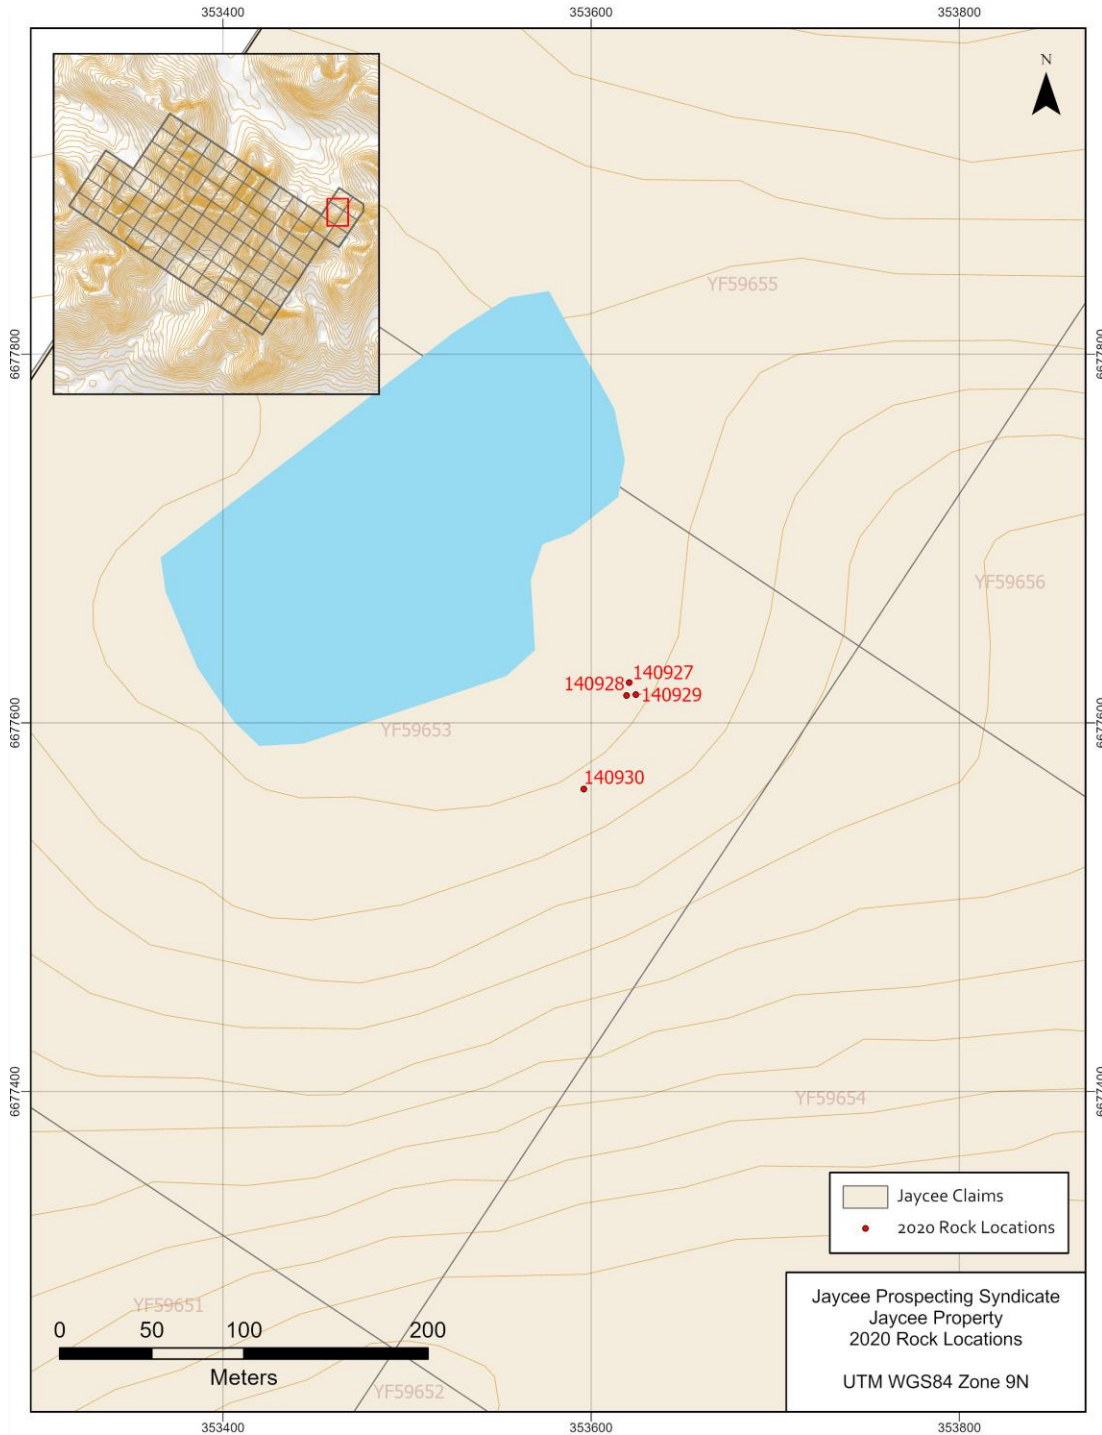 353400 353600 353800
N
YF59655
6677800 6677800
YF59656
140927
140928
140929
6677600 6677600
YF59653
140930
6677400 6677400
YF59654
Jaycee Claims
2020 Rock Locations
YF59651
0 50 100 200
Meters
YF59652
Jaycee Prospecting Syndicate
Jaycee Property
2020 Rock Locations
UTM WGS84 Zone 9N
353400 353600 353800